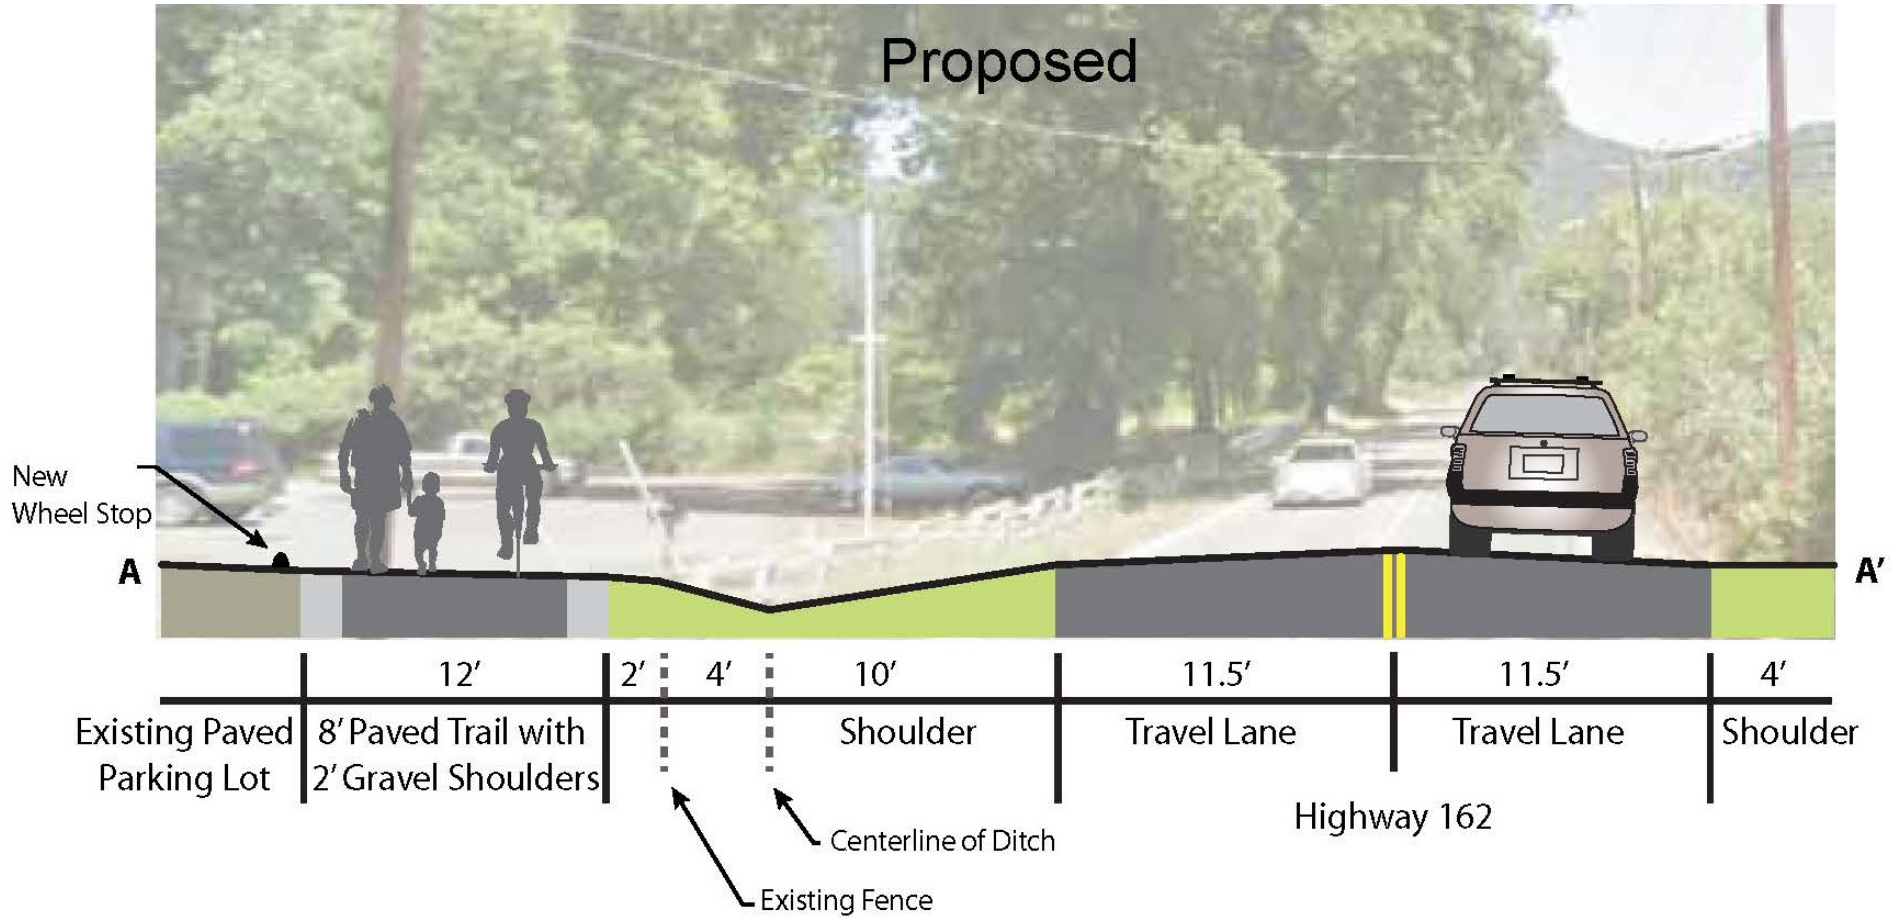 Proposed
New
Wheel Stop
A
A′
12′
2′
4′
10′
11.5′
11.5′
4′
Existing Paved
Parking Lot
8′ Paved Trail with
2′ Gravel Shoulders
Shoulder
Travel Lane
Travel Lane
Shoulder
Highway 162
Centerline of Ditch
Existing Fence